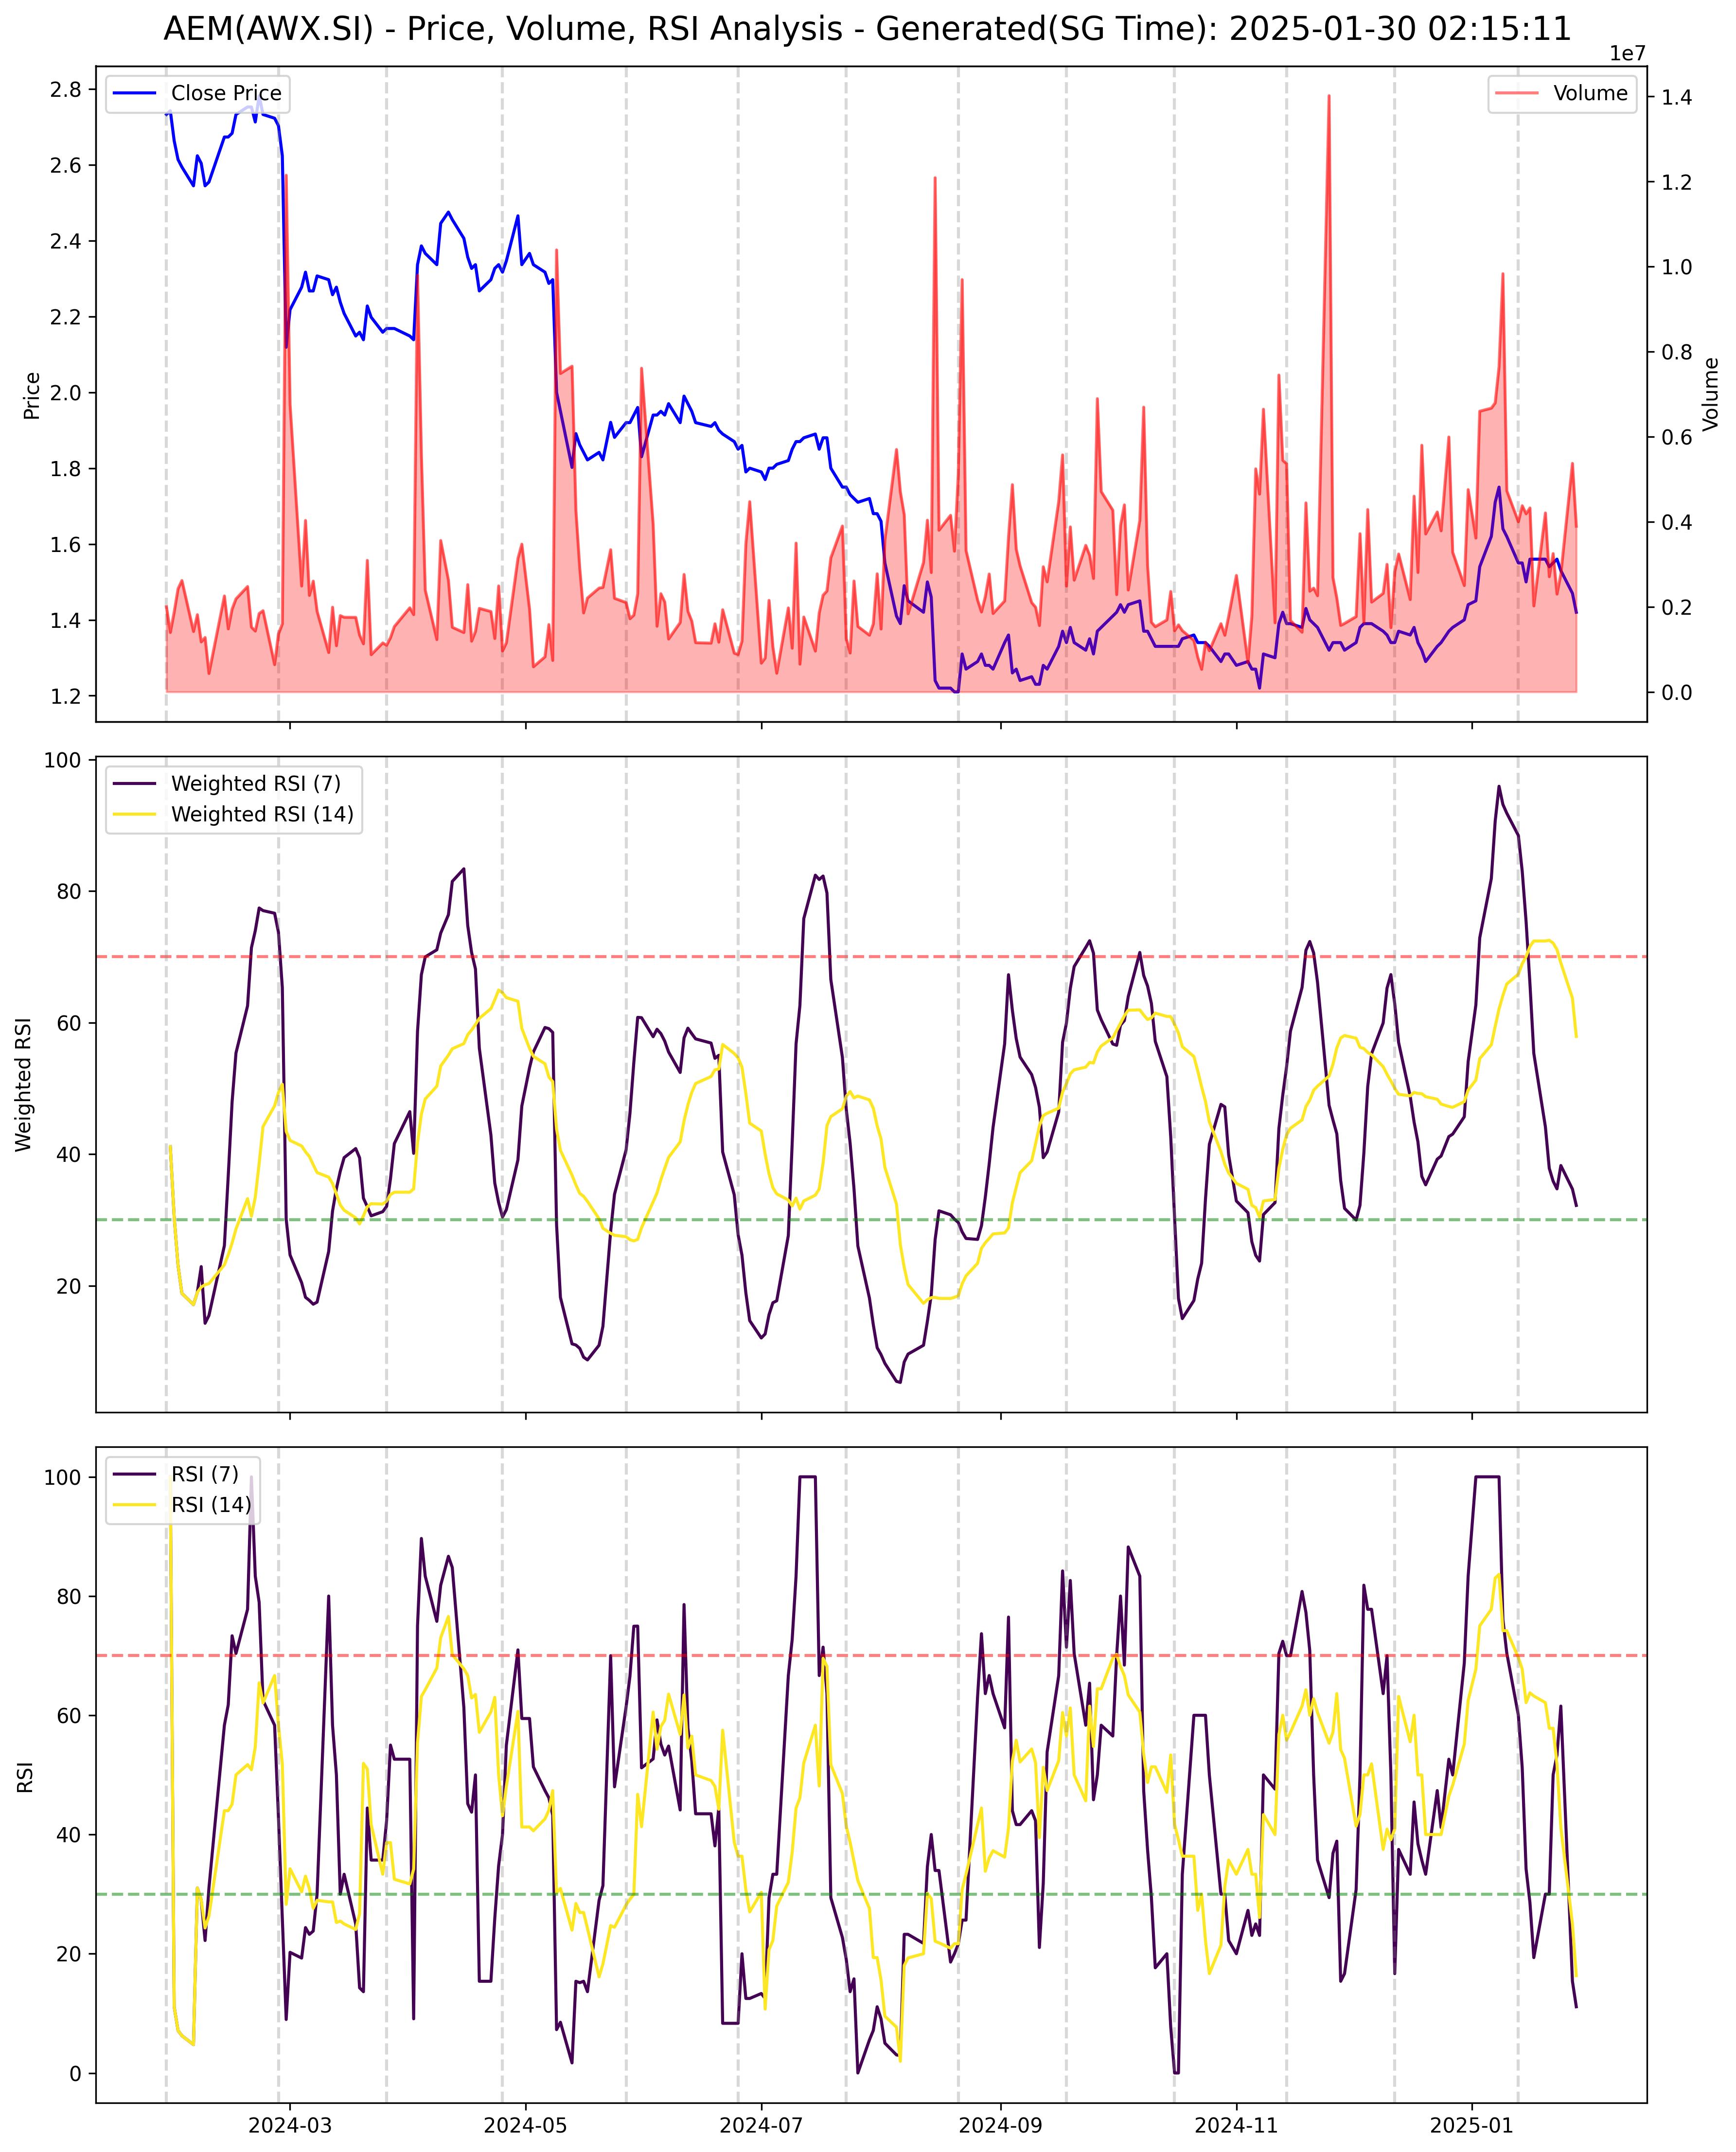 AEM(AWX.SI) - Price, Volume, RSI Analysis - Generated(SG Time): 2025-01-30 02:15:11
1e7
Close Price
Volume
2.8
2.6
2.4
2.2
2.0
1.8
1.6
1.4
1.2
Price
1.4
1.2
1.0
0.8
0.6
0.4
0.2
0.0
Volume
Weighted RSI (7)
Weighted RSI (14)
100
80
60
40
20
Weighted RSI
RSI (7)
RSI (14)
100
80
60
40
20
0
RSI
2024-03
2024-05
2024-07
2024-09
2024-11
2025-01